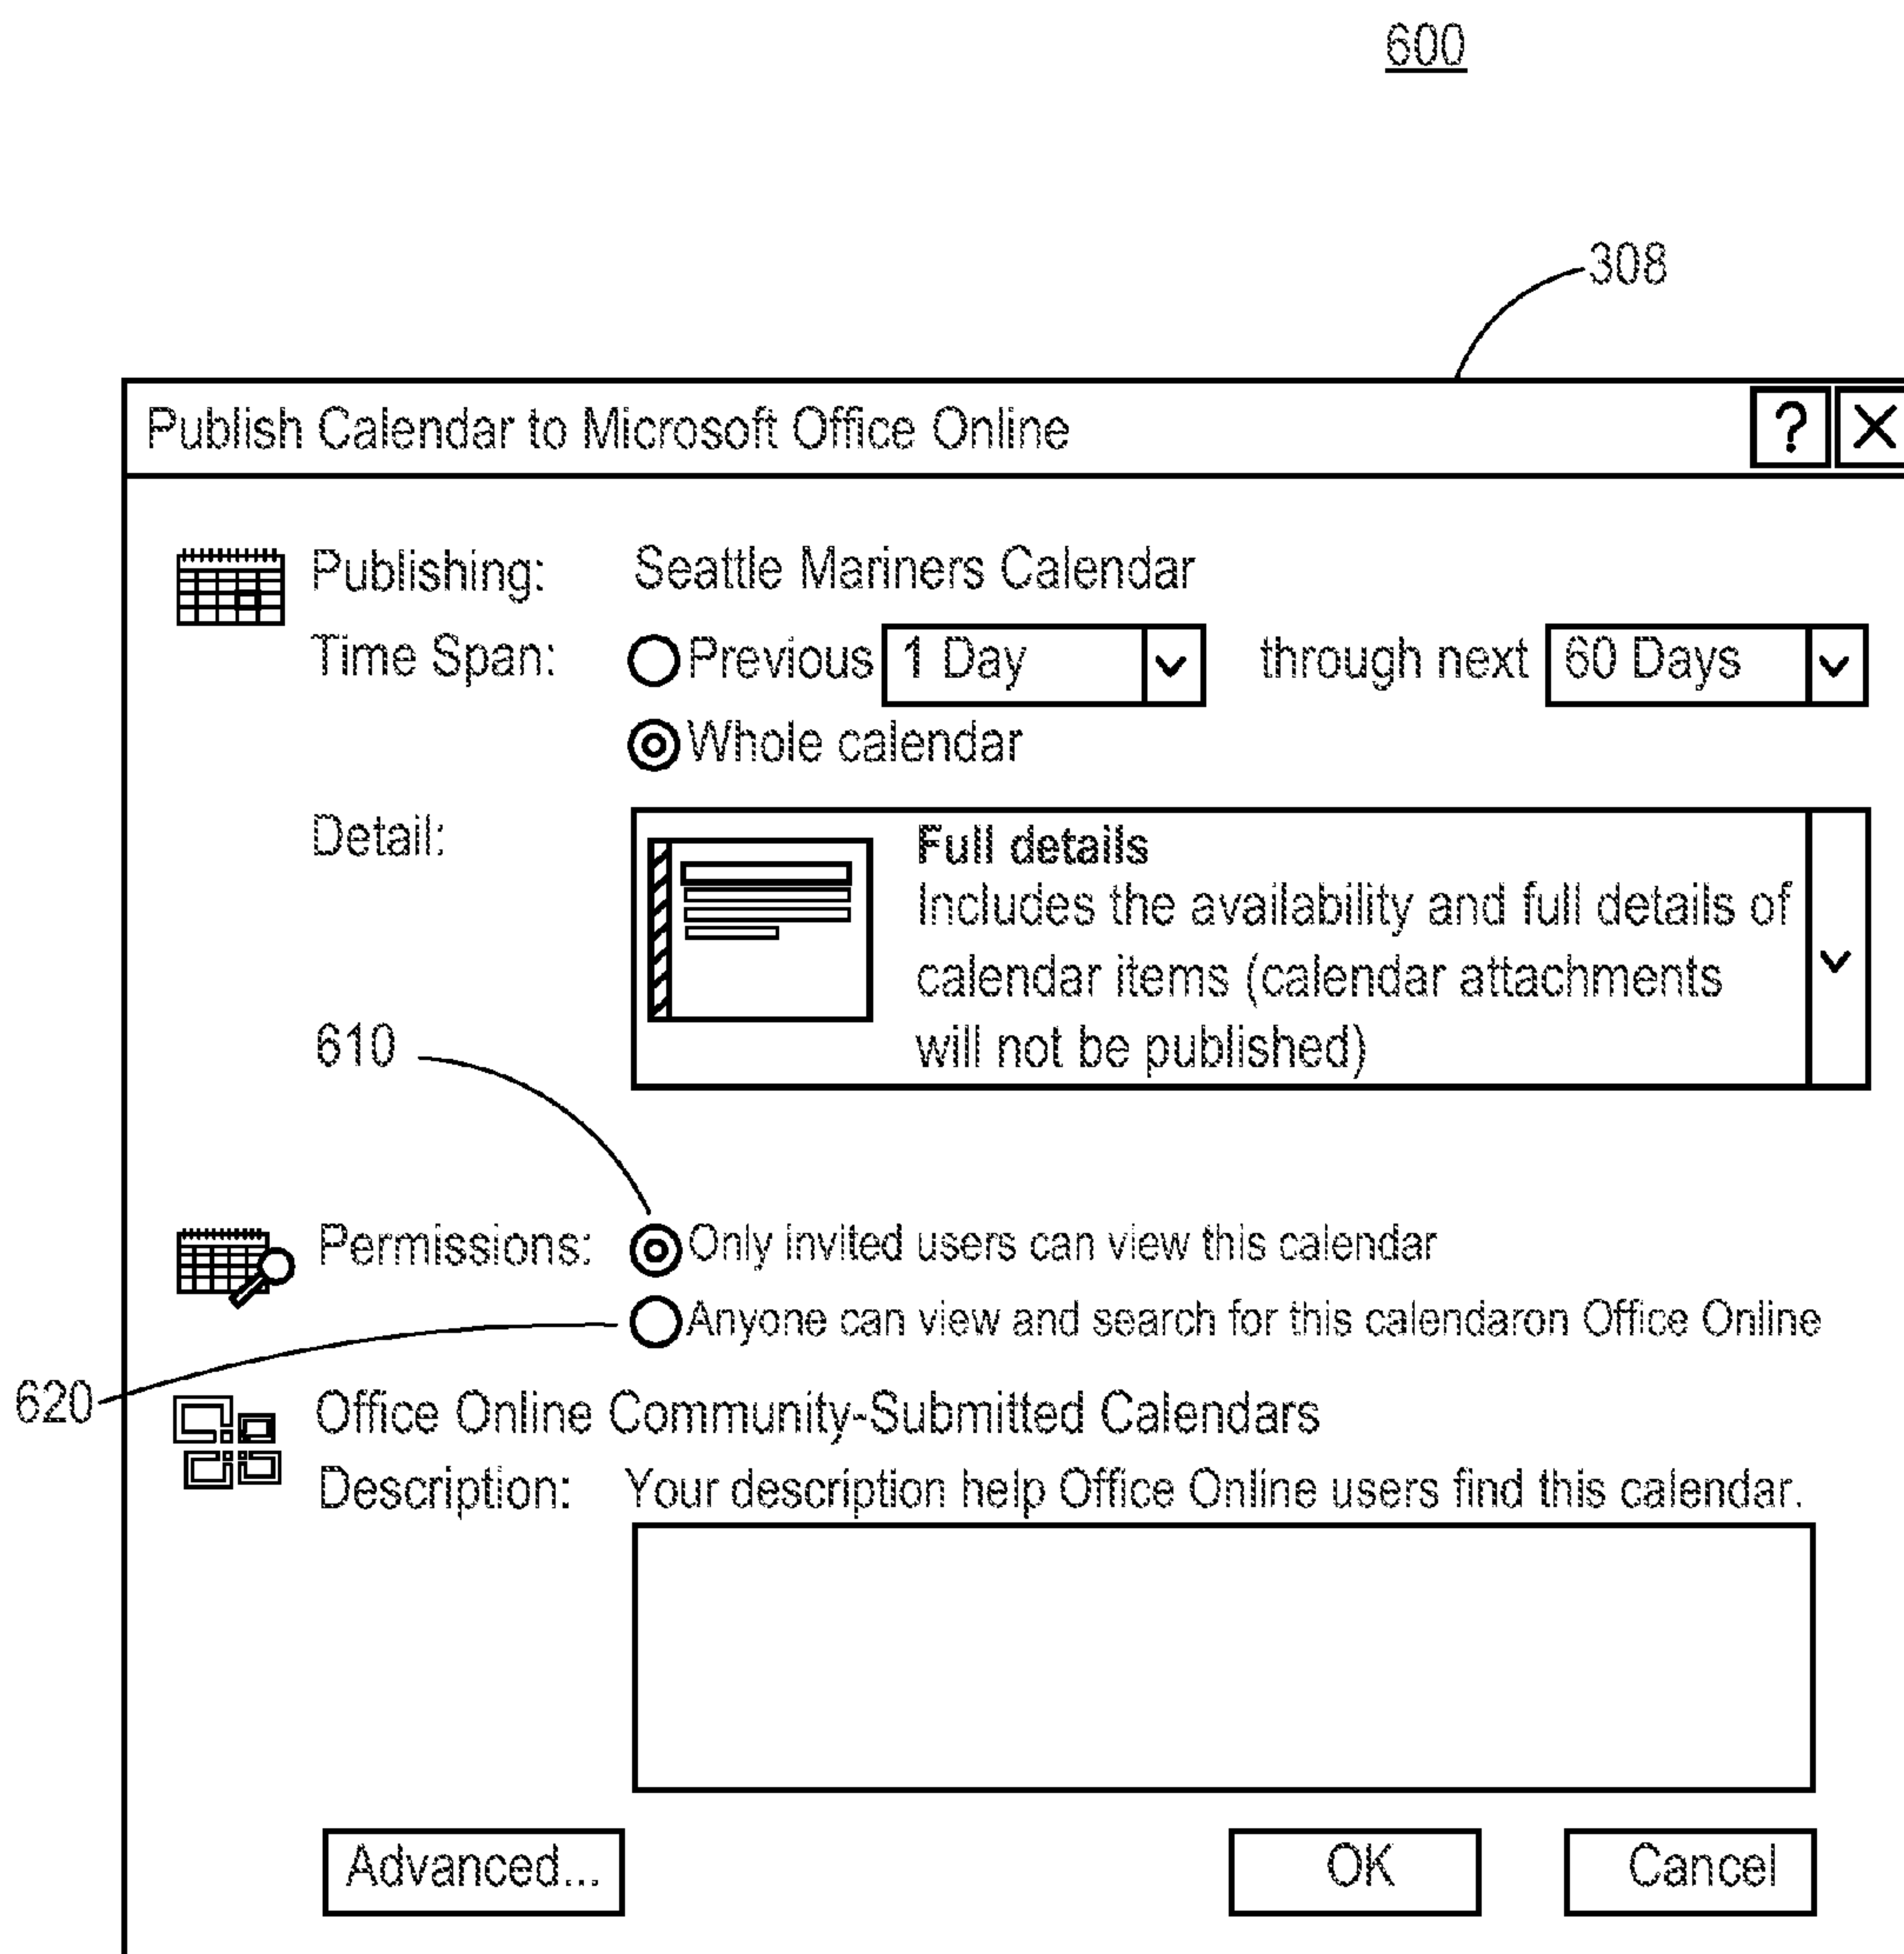 600
308
Publish Calendar to Microsoft Office Online
? X
Publishing: Seattle Mariners Calendar
Time Span: Previous 1 Day through next 60 Days
Whole calendar
Detail: Full details
Includes the availability and full details of
calendar items (calendar attachments
will not be published)
610
Permissions: Only invited users can view this calendar
Anyone can view and search for this calendaron Office Online
620
Office Online Community-Submitted Calendars
Description: Your description help Office Online users find this calendar.
Advanced... OK Cancel